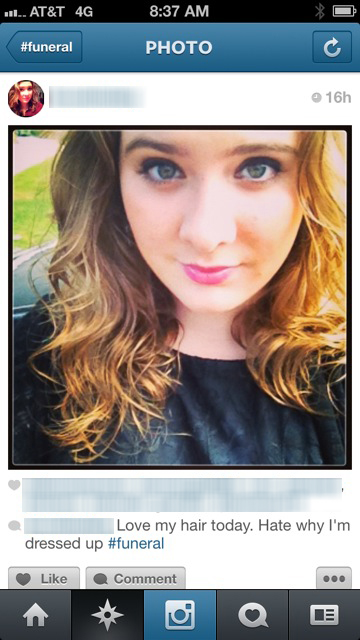 AT&T 4G 8:37 AM
#funeral PHOTO
16h
Love my hair today. Hate why I'm
dressed up #funeral
Like Comment